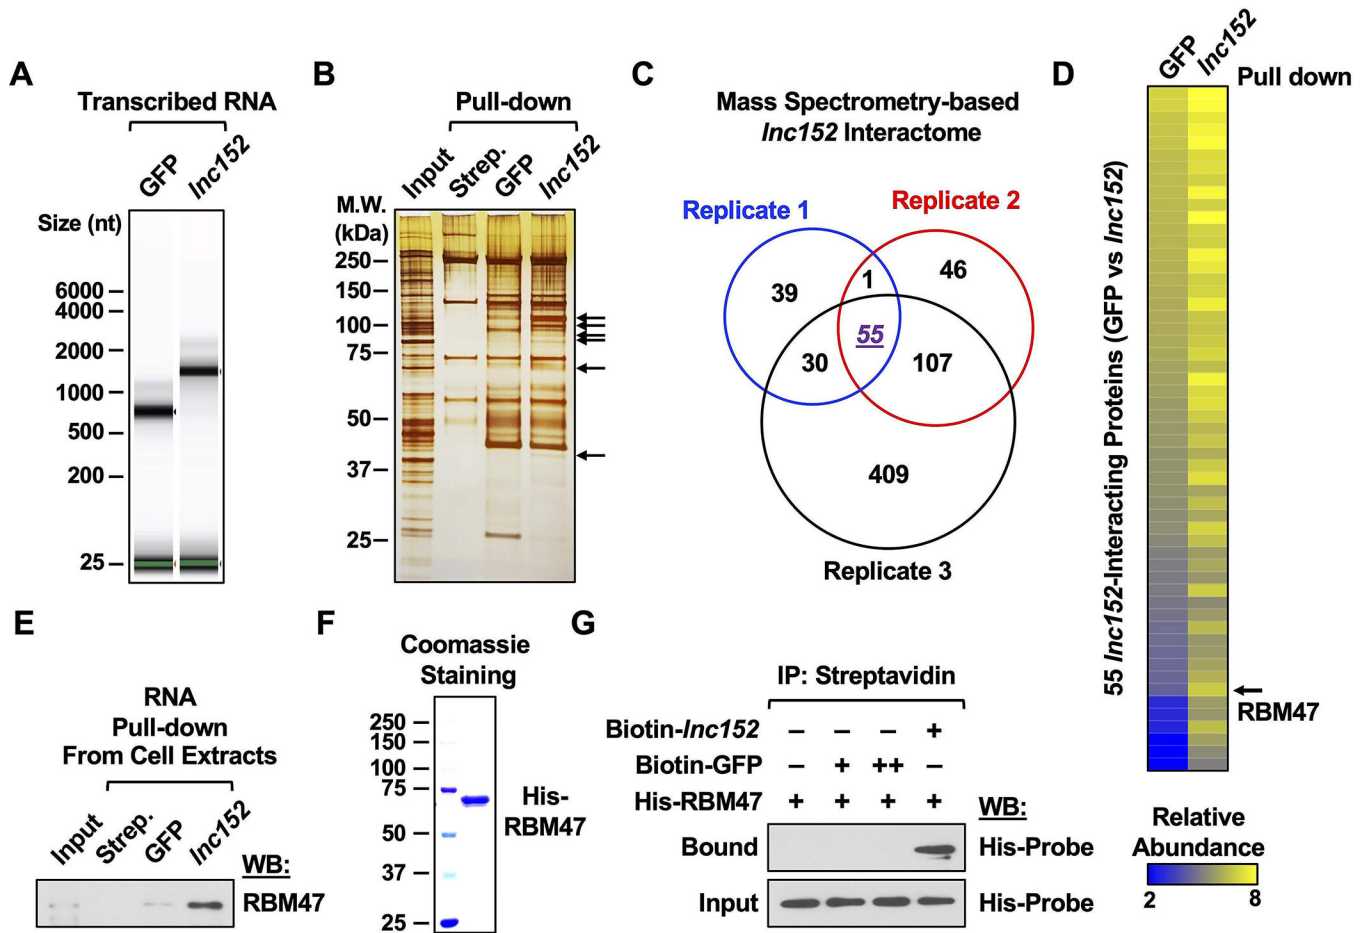 A
Transcribed RNA
GFP
lnc152
Size (nt)
6000
4000
2000
1000
500
200
25
B
Pull-down
Input
Strep.
GFP
lnc152
M.W.
(kDa)
250
150
100
75
50
37
25
C
Mass Spectrometry-based
lnc152 Interactome
Replicate 1
Replicate 2
39
1
46
55
30
107
409
Replicate 3
D
GFP
lnc152
Pull down
55 lnc152-Interacting Proteins (GFP vs lnc152)
RBM47
Relative
Abundance
2
8
E
RNA
Pull-down
From Cell Extracts
Input
Strep.
GFP
lnc152
WB:
RBM47
F
Coomassie
Staining
250
150
100
75
50
37
25
His-
RBM47
G
IP: Streptavidin
Biotin-lnc152 – – – +
Biotin-GFP – + ++ –
His-RBM47 + + + +
WB:
Bound
His-Probe
Input
His-Probe